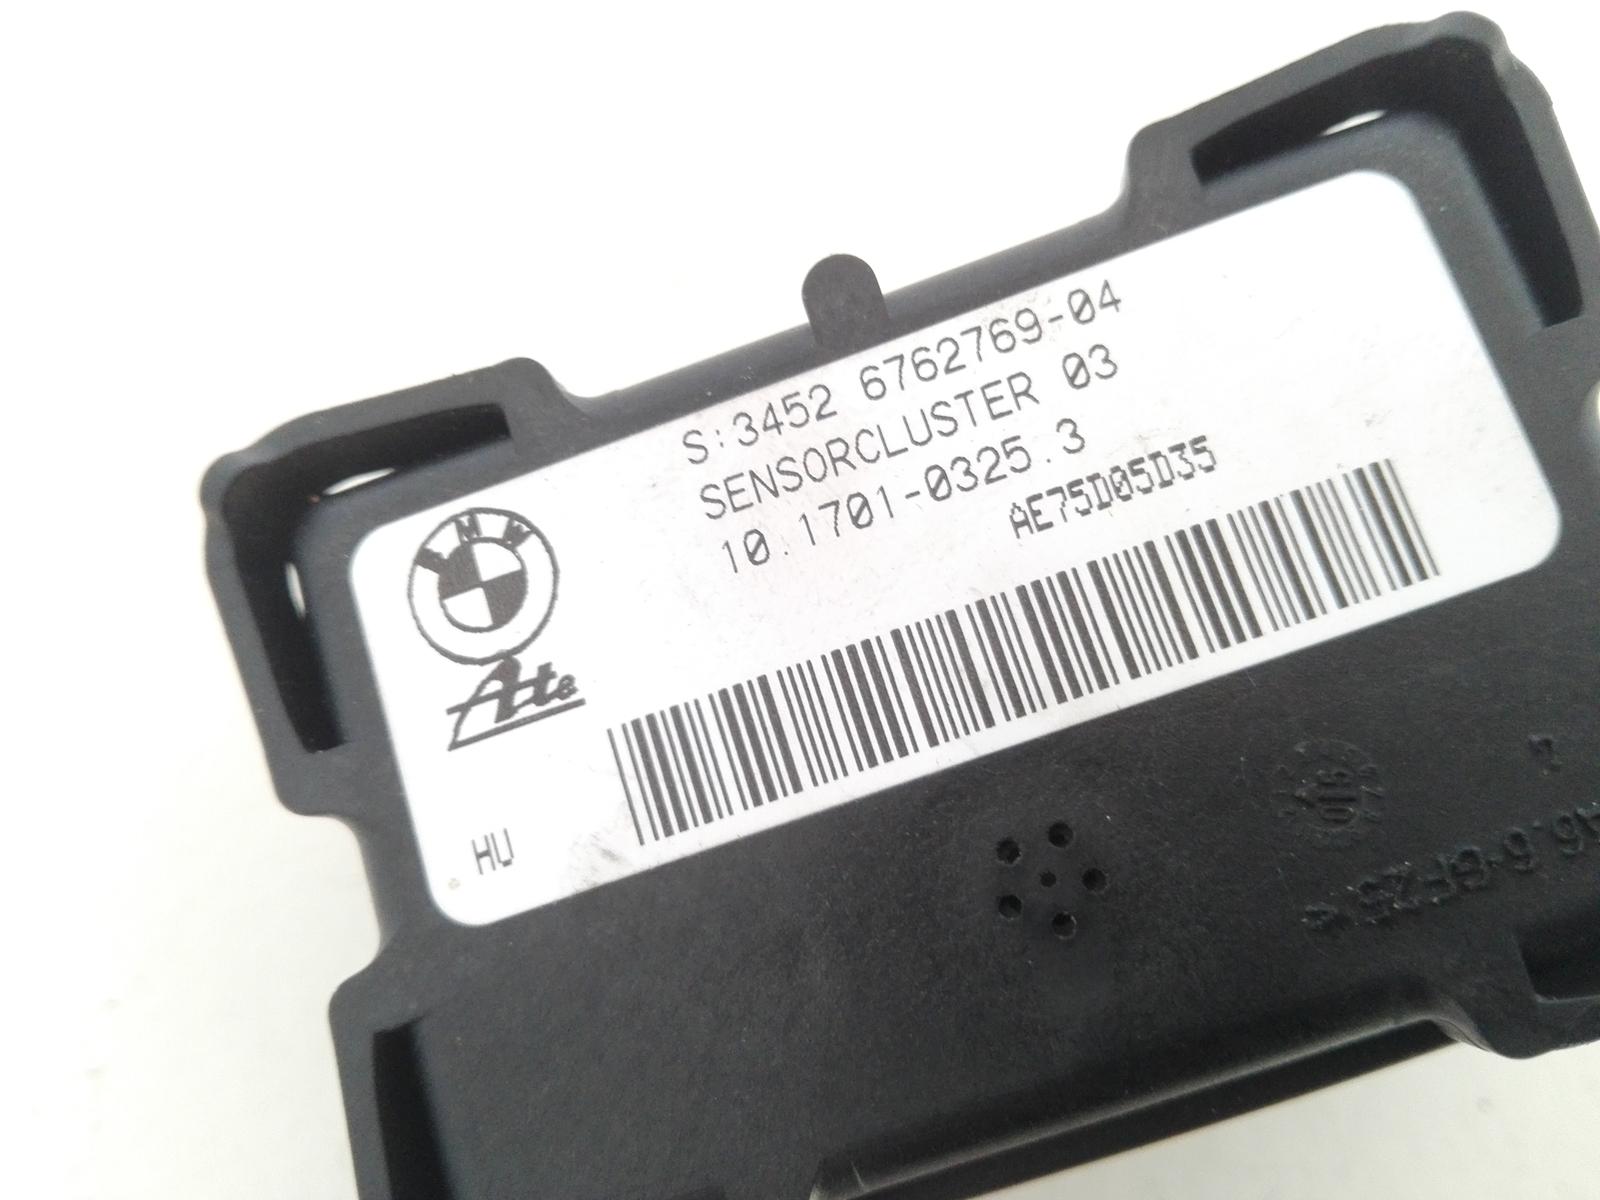 S:3452 6762769-04
SENSORCLUSTER 03
10.1701-0325.3
AE75D05D35
BMW
Ate
HU